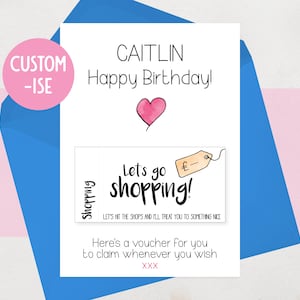 CUSTOM
-ISE
CAITLIN
Happy Birthday!
Shopping
£ —
Let's go
shopping!
LET'S HIT THE SHOPS AND I'LL TREAT YOU TO SOMETHING NICE
Here's a voucher for you
to claim whenever you wish
xxx